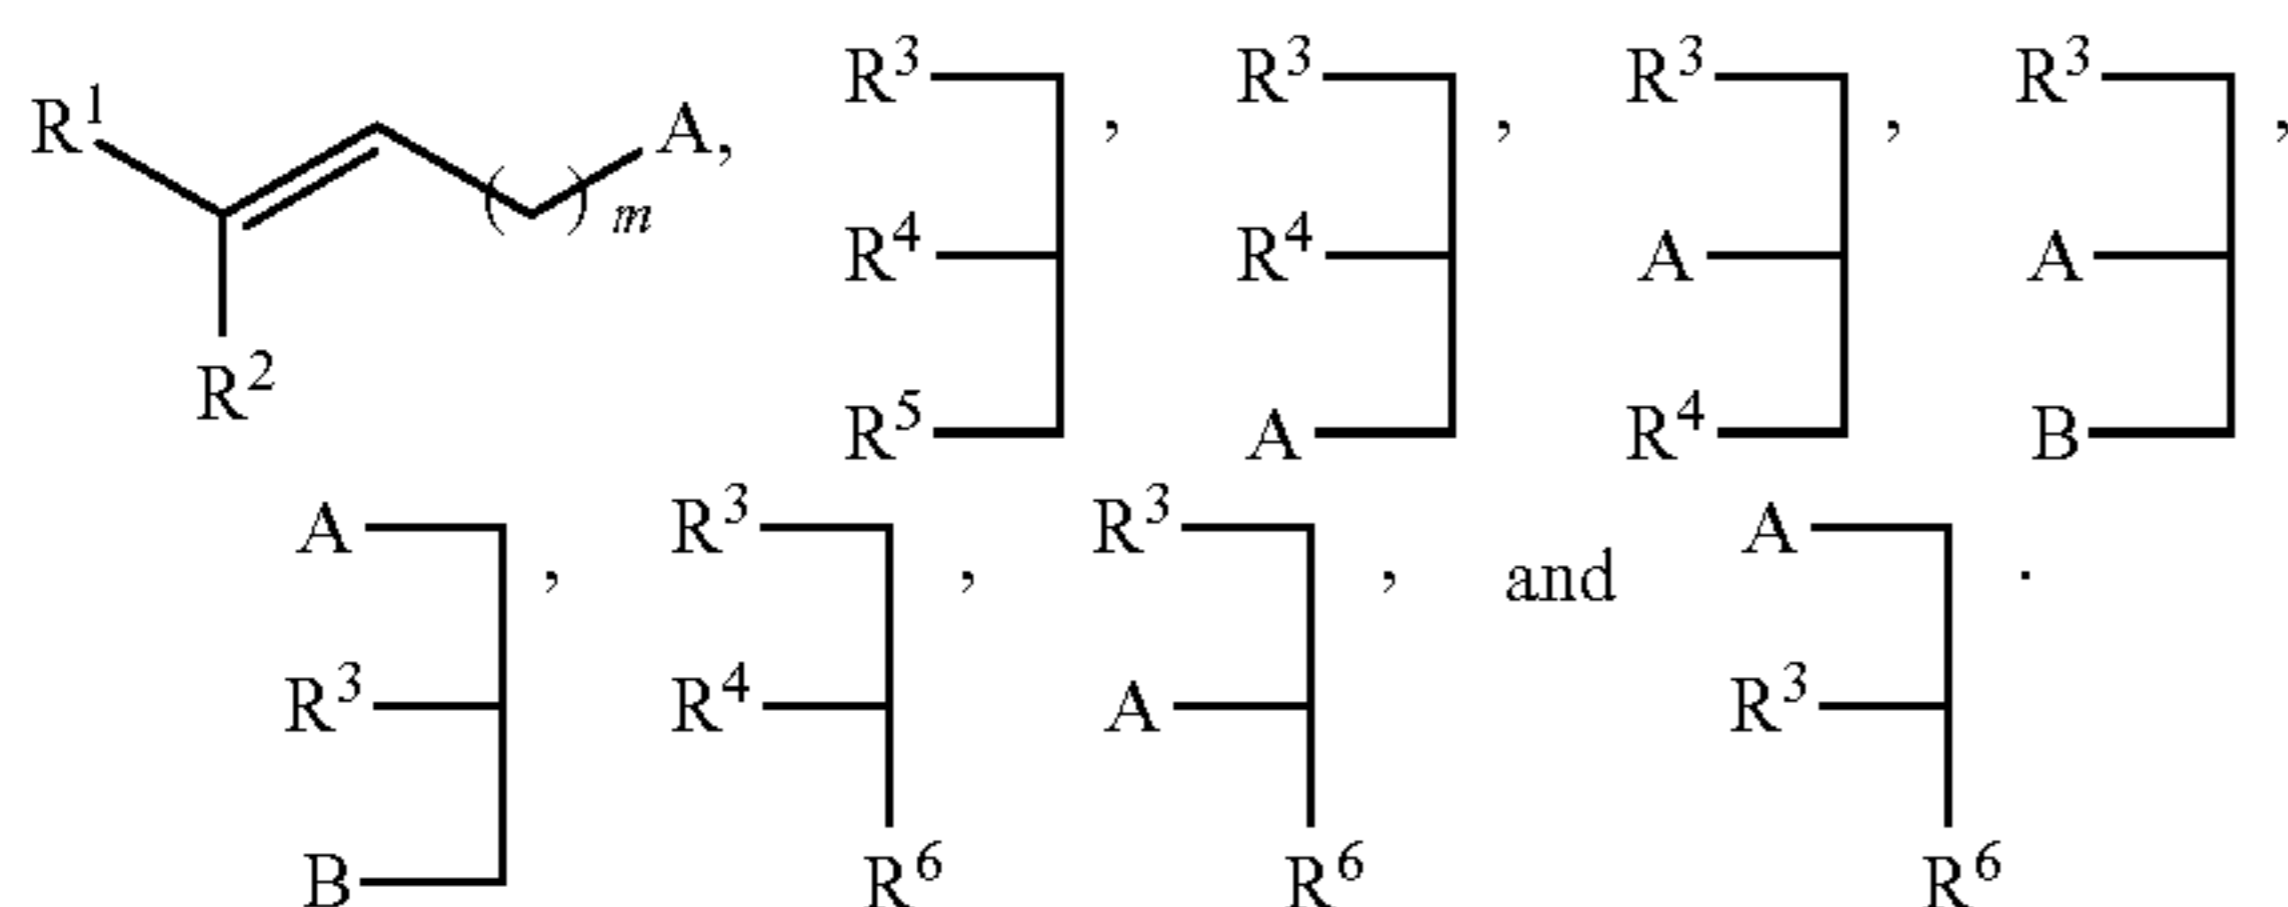 R¹ A, R³ , R³ , R³ , R³ ,
( ) m R⁴ R⁴ A A
R² R⁵ A R⁴ B
A , R³ , R³ , and A .
R³ R⁴ A R³
B R⁶ R⁶ R⁶